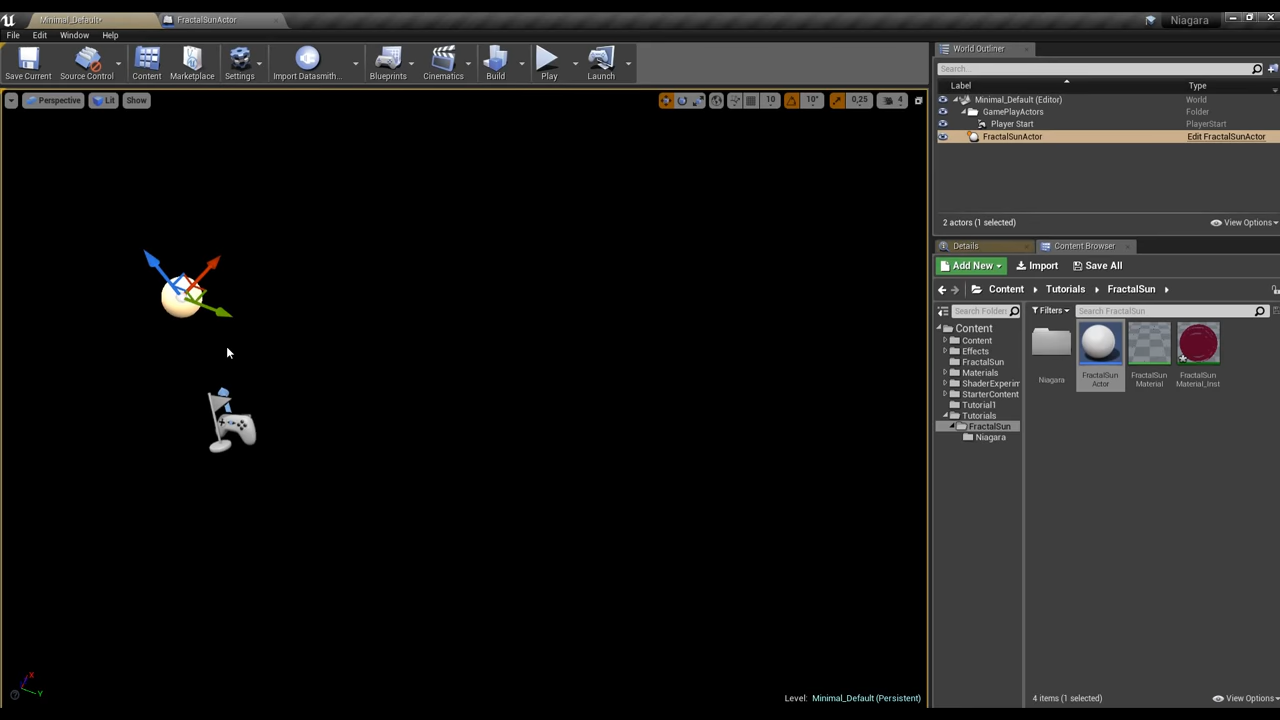 Minimal_Default*
FractalSunActor
Niagara
File Edit Window Help
Save Current
Source Control
Content
Marketplace
Settings
Import Datasmith...
Blueprints
Cinematics
Build
Play
Launch
Perspective
Lit
Show
10
10°
0,25
4
World Outliner
Search...
Label
Type
Minimal_Default (Editor) World
GamePlayActors Folder
Player Start PlayerStart
FractalSunActor Edit FractalSunActor
2 actors (1 selected)
View Options
Details
Content Browser
Add New
Import
Save All
Content
Tutorials
FractalSun
Search Folders
Filters
Search FractalSun
Content
Content
Effects
FractalSun
Materials
ShaderExperim
StarterContent
Tutorial1
Tutorials
FractalSun
Niagara
Niagara
FractalSun
Actor
FractalSun
Material
FractalSun
Material_Inst
Level: Minimal_Default (Persistent)
4 items (1 selected)
View Options